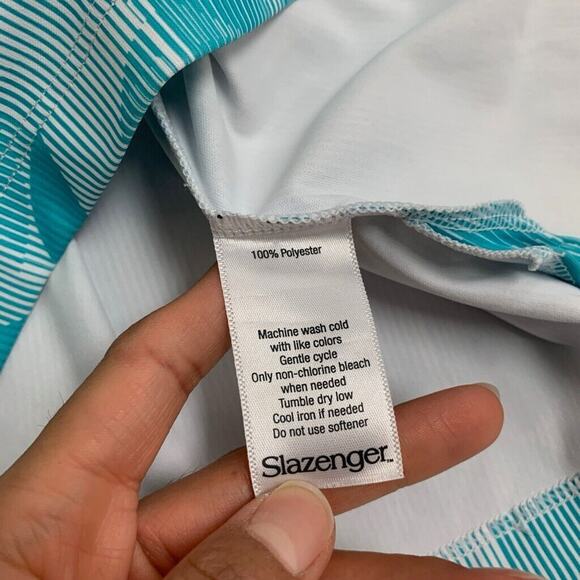 100% Polyester
Machine wash cold
with like colors
Gentle cycle
Only non-chlorine bleach
when needed
Tumble dry low
Cool iron if needed
Do not use softener
Slazenger™